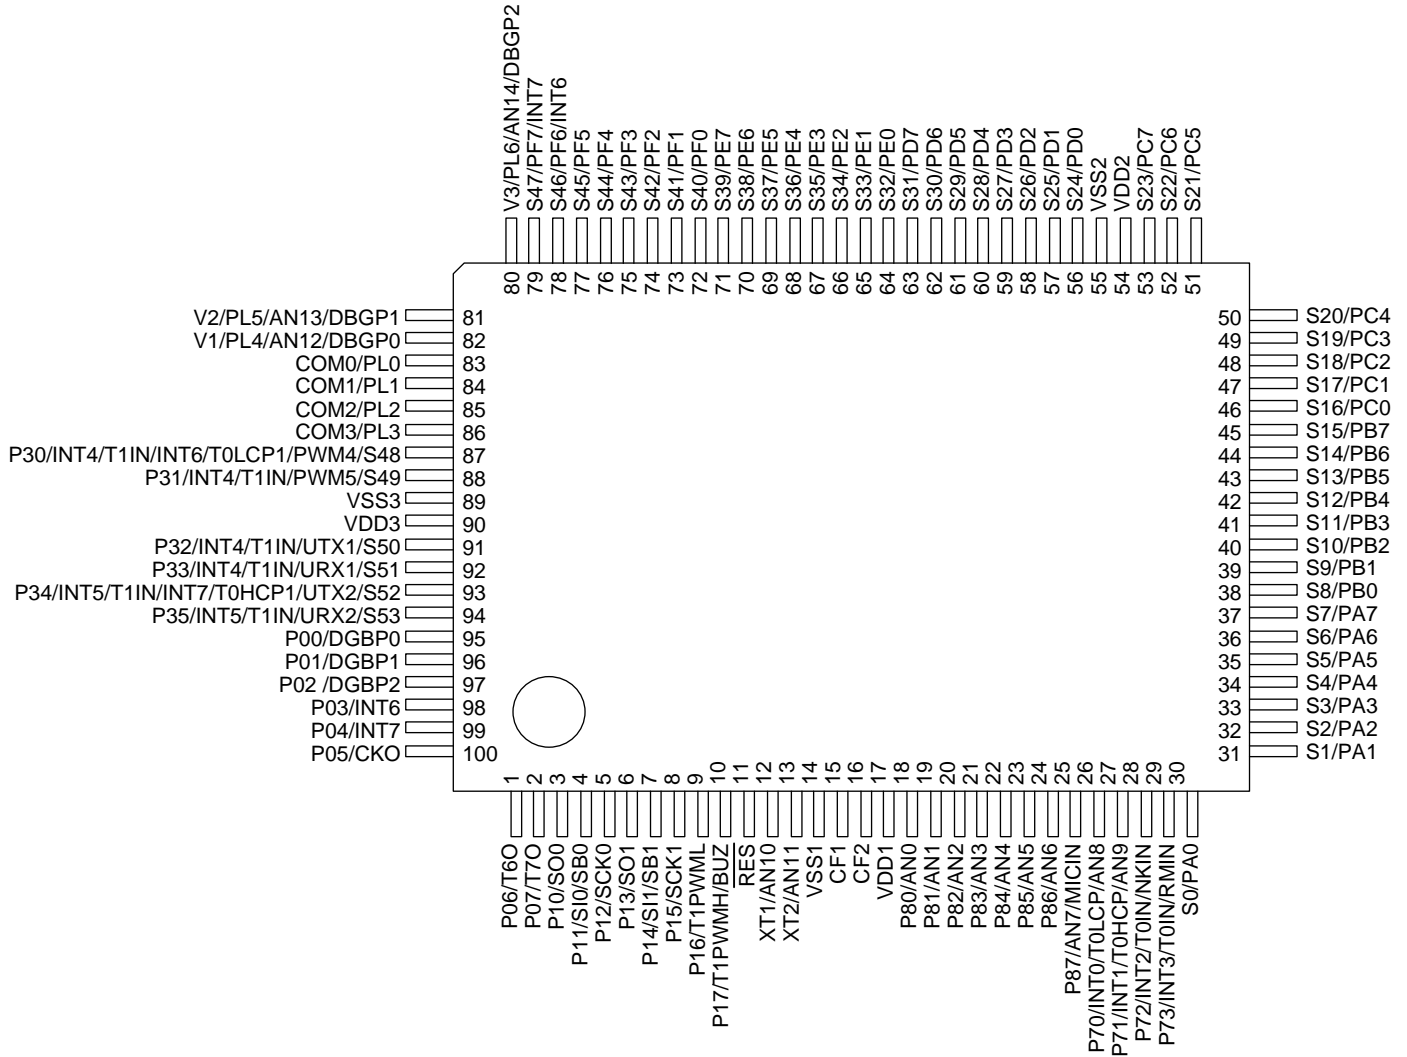 V3/PL6/AN14/DBGP2
S47/PF7/INT7
S46/PF6/INT6
S45/PF5
S44/PF4
S43/PF3
S42/PF2
S41/PF1
S40/PF0
S39/PE7
S38/PE6
S37/PE5
S36/PE4
S35/PE3
S34/PE2
S33/PE1
S32/PE0
S31/PD7
S30/PD6
S29/PD5
S28/PD4
S27/PD3
S26/PD2
S25/PD1
S24/PD0
VSS2
VDD2
S23/PC7
S22/PC6
S21/PC5
80
79
78
77
76
75
74
73
72
71
70
69
68
67
66
65
64
63
62
61
60
59
58
57
56
55
54
53
52
51
V2/PL5/AN13/DBGP1 81
V1/PL4/AN12/DBGP0 82
COM0/PL0 83
COM1/PL1 84
COM2/PL2 85
COM3/PL3 86
P30/INT4/T1IN/INT6/T0LCP1/PWM4/S48 87
P31/INT4/T1IN/PWM5/S49 88
VSS3 89
VDD3 90
P32/INT4/T1IN/UTX1/S50 91
P33/INT4/T1IN/URX1/S51 92
P34/INT5/T1IN/INT7/T0HCP1/UTX2/S52 93
P35/INT5/T1IN/URX2/S53 94
P00/DGBP0 95
P01/DGBP1 96
P02 /DGBP2 97
P03/INT6 98
P04/INT7 99
P05/CKO 100
50 S20/PC4
49 S19/PC3
48 S18/PC2
47 S17/PC1
46 S16/PC0
45 S15/PB7
44 S14/PB6
43 S13/PB5
42 S12/PB4
41 S11/PB3
40 S10/PB2
39 S9/PB1
38 S8/PB0
37 S7/PA7
36 S6/PA6
35 S5/PA5
34 S4/PA4
33 S3/PA3
32 S2/PA2
31 S1/PA1
1
2
3
4
5
6
7
8
9
10
11
12
13
14
15
16
17
18
19
20
21
22
23
24
25
26
27
28
29
30
P06/T6O
P07/T7O
P10/SO0
P11/SI0/SB0
P12/SCK0
P13/SO1
P14/SI1/SB1
P15/SCK1
P16/T1PWML
P17/T1PWMH/BUZ
RES
XT1/AN10
XT2/AN11
VSS1
CF1
CF2
VDD1
P80/AN0
P81/AN1
P82/AN2
P83/AN3
P84/AN4
P85/AN5
P86/AN6
P87/AN7/MICIN
P70/INT0/T0LCP/AN8
P71/INT1/T0HCP/AN9
P72/INT2/T0IN/NKIN
P73/INT3/T0IN/RMIN
S0/PA0